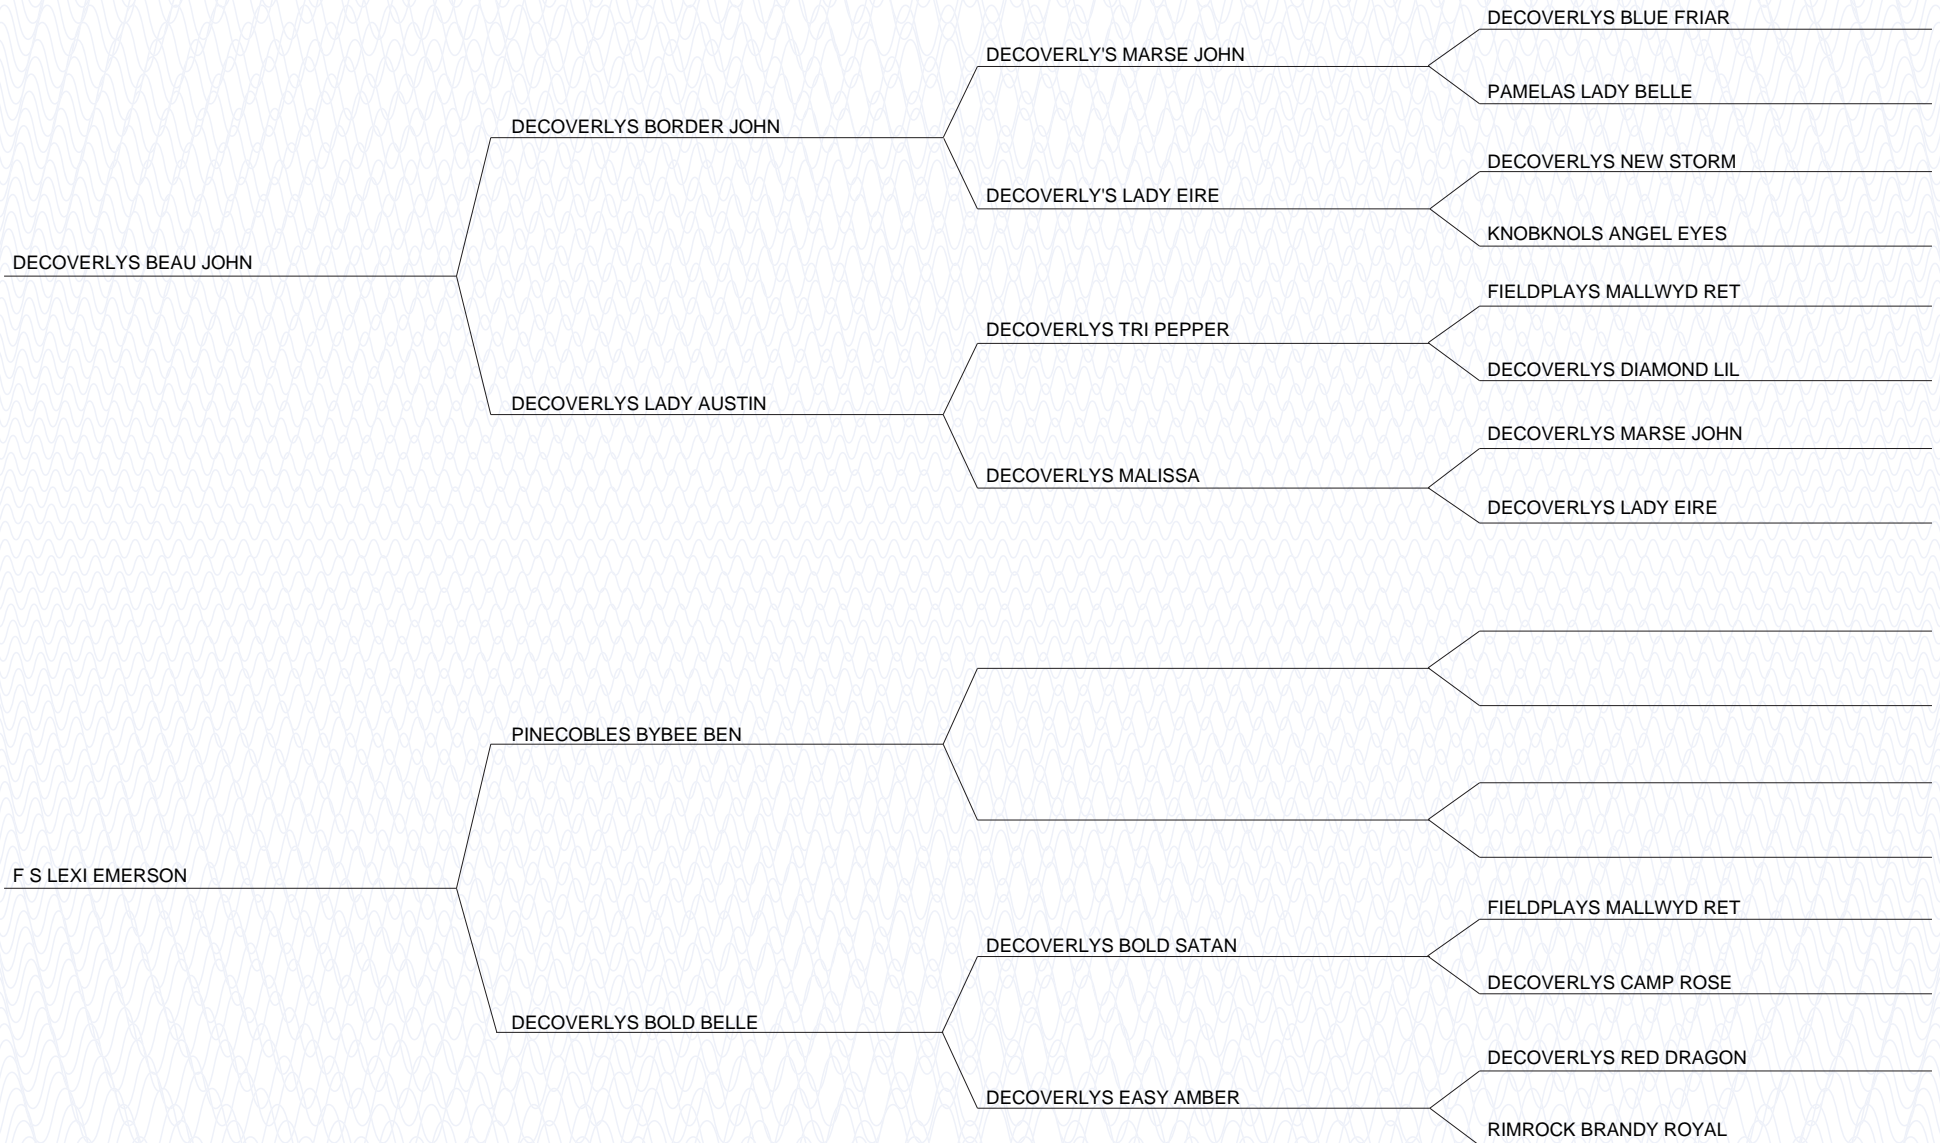 DECOVERLYS BLUE FRIAR
DECOVERLY'S MARSE JOHN
PAMELAS LADY BELLE
DECOVERLYS BORDER JOHN
DECOVERLYS NEW STORM
DECOVERLY'S LADY EIRE
KNOBKNOLS ANGEL EYES
DECOVERLYS BEAU JOHN
FIELDPLAYS MALLWYD RET
DECOVERLYS TRI PEPPER
DECOVERLYS DIAMOND LIL
DECOVERLYS LADY AUSTIN
DECOVERLYS MARSE JOHN
DECOVERLYS MALISSA
DECOVERLYS LADY EIRE
PINECOBLES BYBEE BEN
F S LEXI EMERSON
FIELDPLAYS MALLWYD RET
DECOVERLYS BOLD SATAN
DECOVERLYS CAMP ROSE
DECOVERLYS BOLD BELLE
DECOVERLYS RED DRAGON
DECOVERLYS EASY AMBER
RIMROCK BRANDY ROYAL